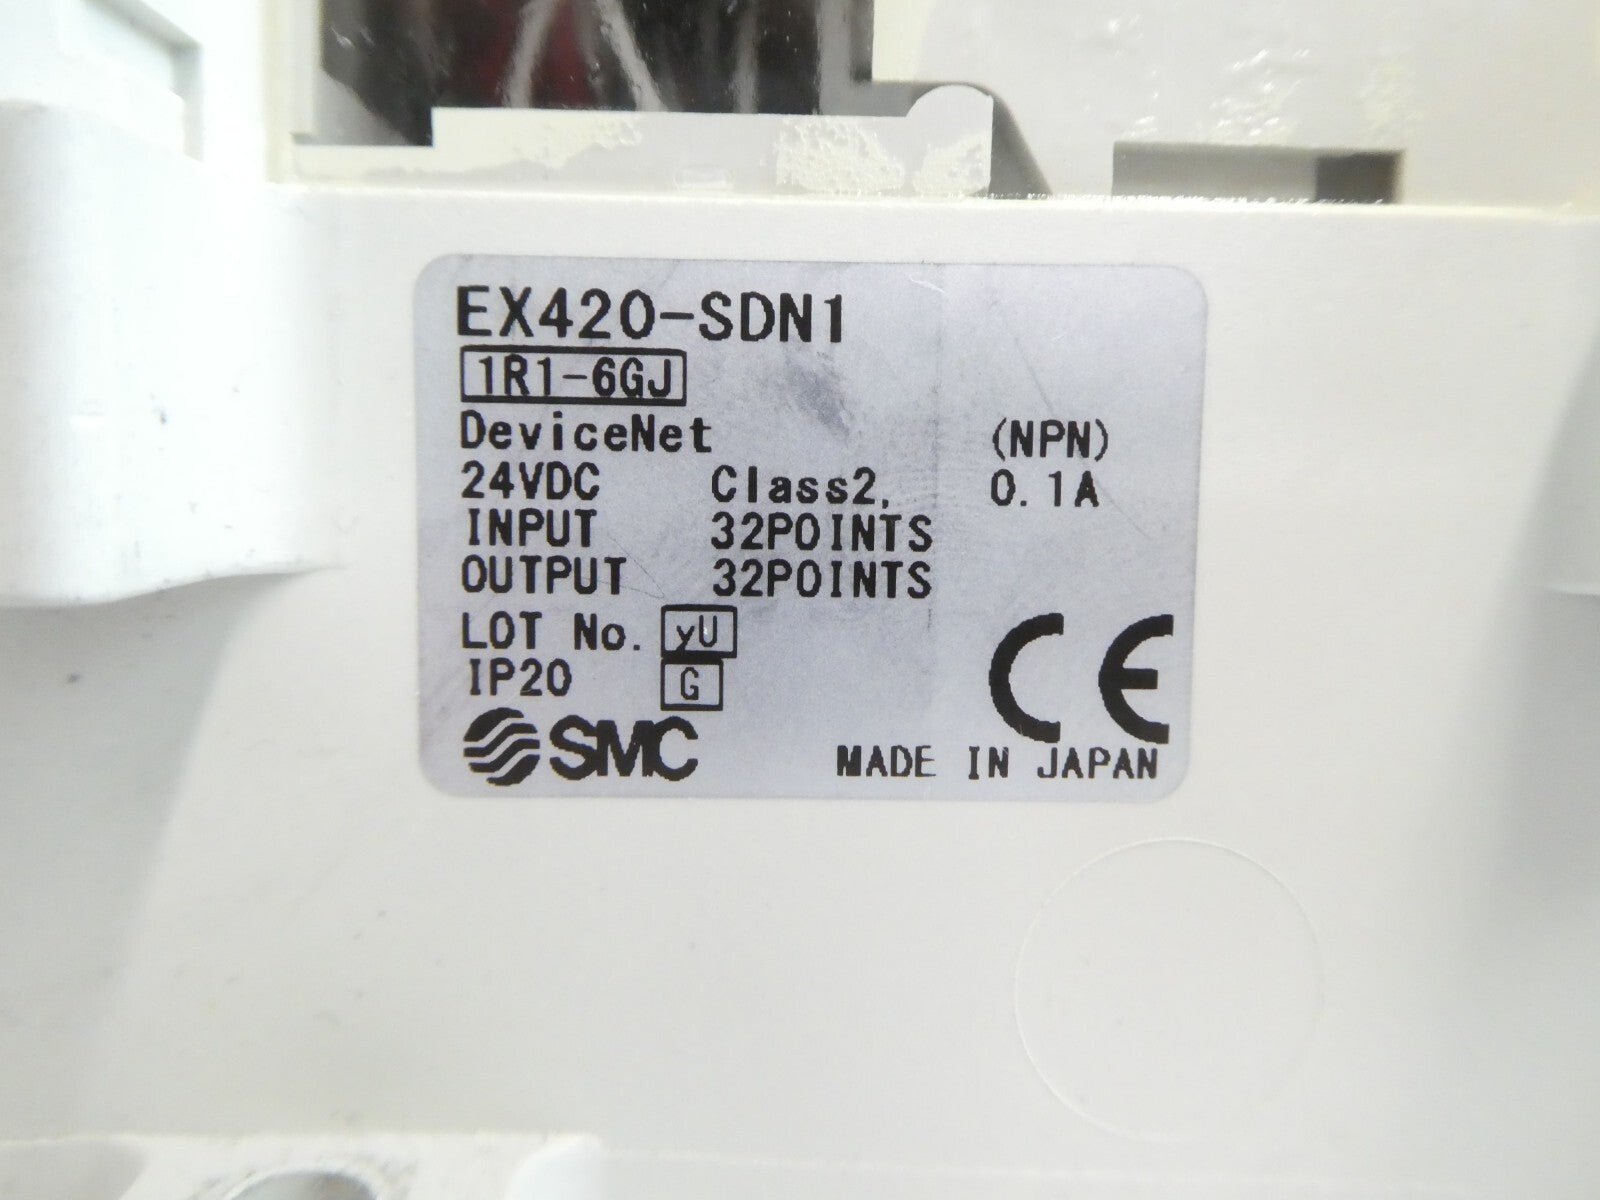 EX420-SDN1
1R1-6GJ
DeviceNet (NPN)
24VDC Class2, 0.1A
INPUT 32POINTS
OUTPUT 32POINTS
LOT No. yU
IP20 G
CE
SMC
MADE IN JAPAN